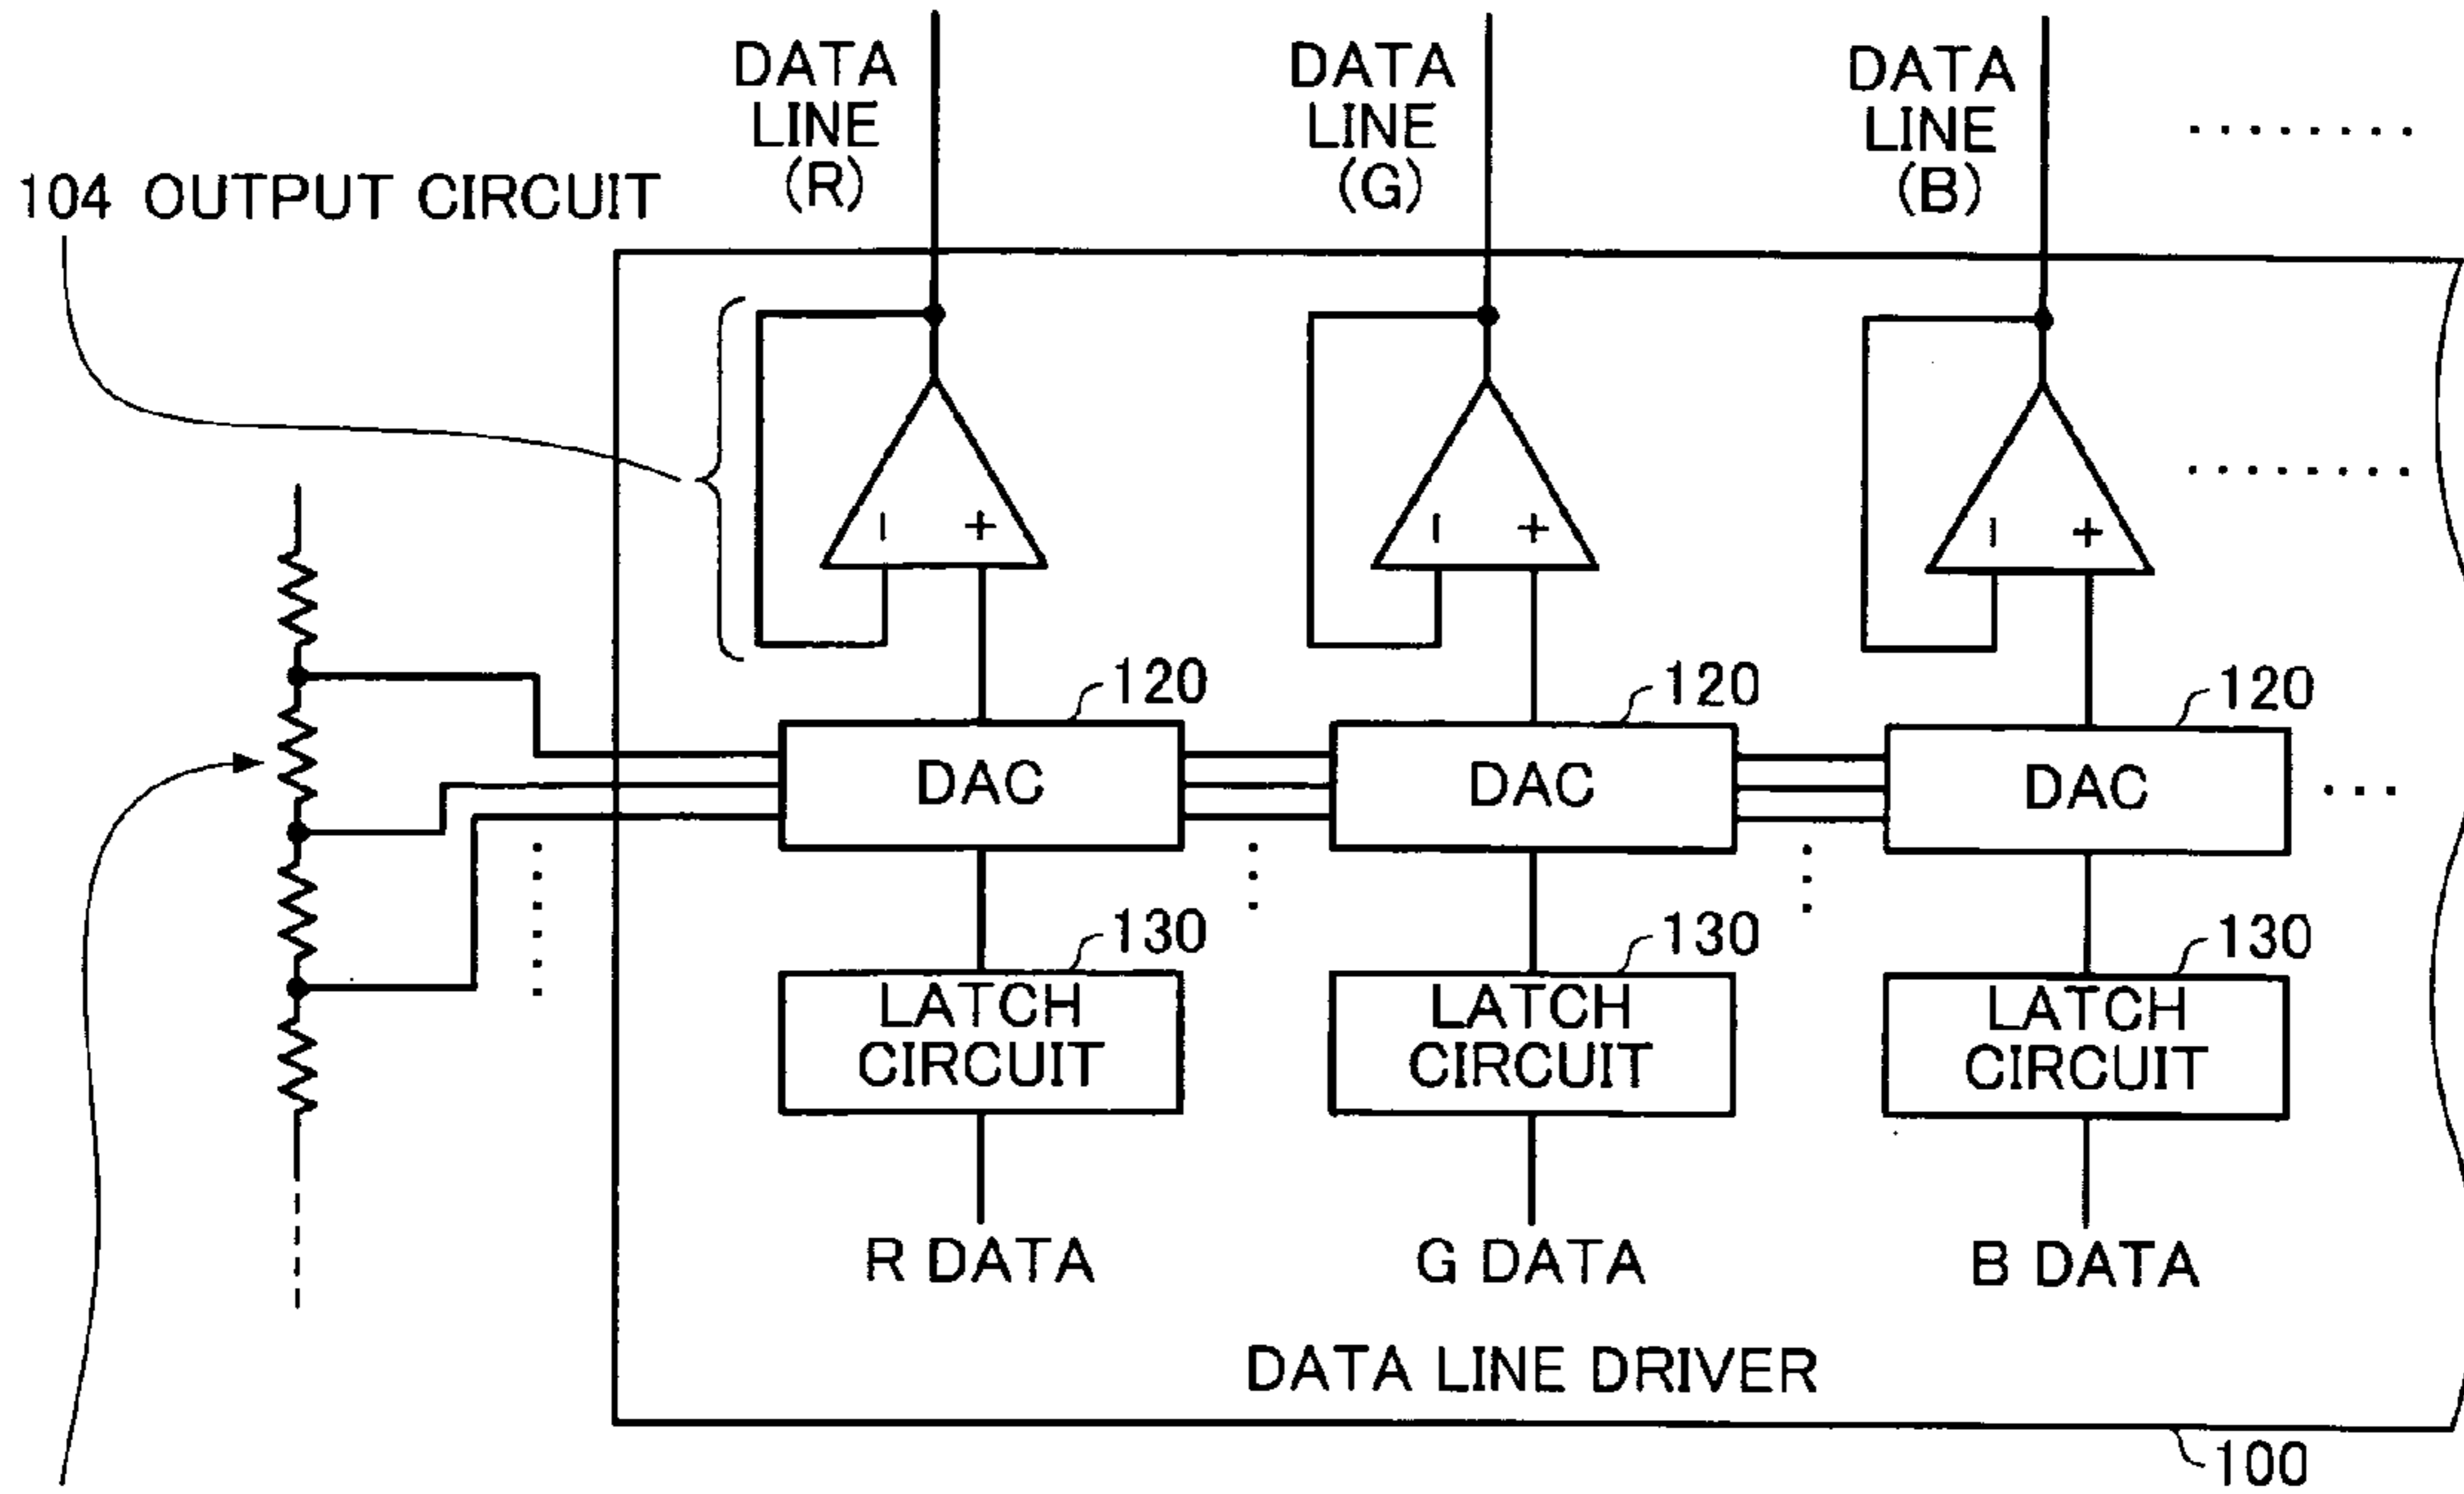 DATA
LINE
(R)
DATA
LINE
(G)
DATA
LINE
(B)
104 OUTPUT CIRCUIT
- +
- +
- +
120
120
120
DAC
DAC
DAC
130
130
130
LATCH
CIRCUIT
LATCH
CIRCUIT
LATCH
CIRCUIT
R DATA
G DATA
B DATA
DATA LINE DRIVER
100